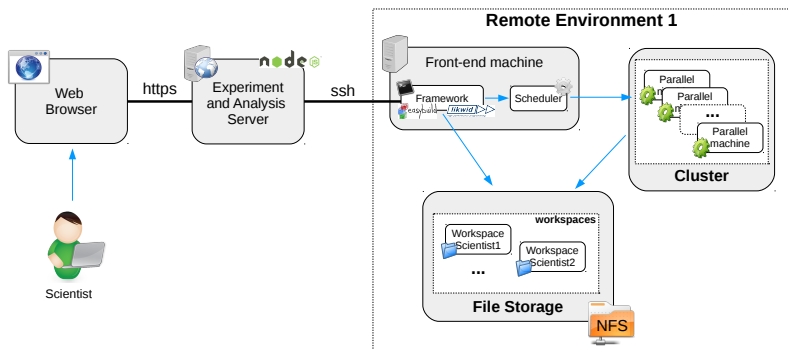 Remote Environment 1
Web
Browser
https
node
JS
Experiment
and Analysis
Server
ssh
Front-end machine
Framework
easybuild
likwid
Scheduler
Parallel
Parallel
...
Parallel
machine
Cluster
Scientist
workspaces
Workspace
Scientist1
...
Workspace
Scientist2
File Storage
NFS